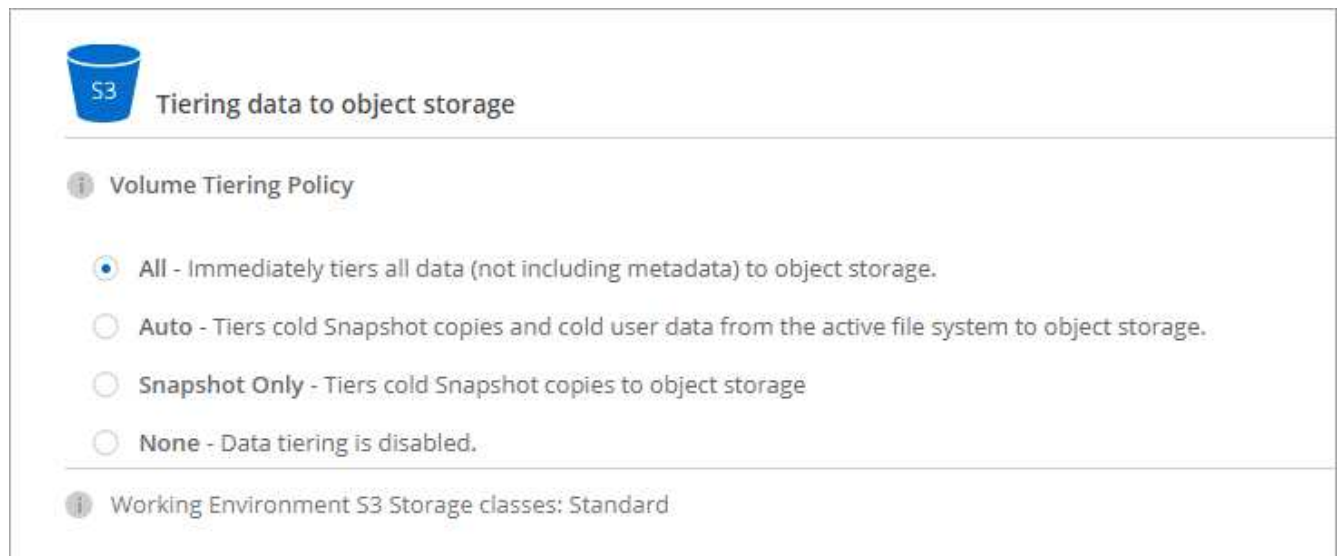 S3
Tiering data to object storage
i Volume Tiering Policy
All - Immediately tiers all data (not including metadata) to object storage.
Auto - Tiers cold Snapshot copies and cold user data from the active file system to object storage.
Snapshot Only - Tiers cold Snapshot copies to object storage
None - Data tiering is disabled.
i Working Environment S3 Storage classes: Standard